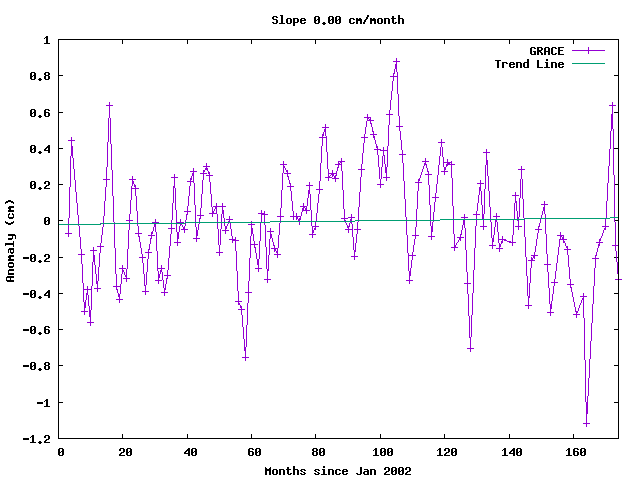 Slope 0.00 cm/month
1
0.8
0.6
0.4
0.2
0
-0.2
-0.4
-0.6
-0.8
-1
-1.2
Anomaly (cm)
GRACE
Trend Line
0 20 40 60 80 100 120 140 160
Months since Jan 2002